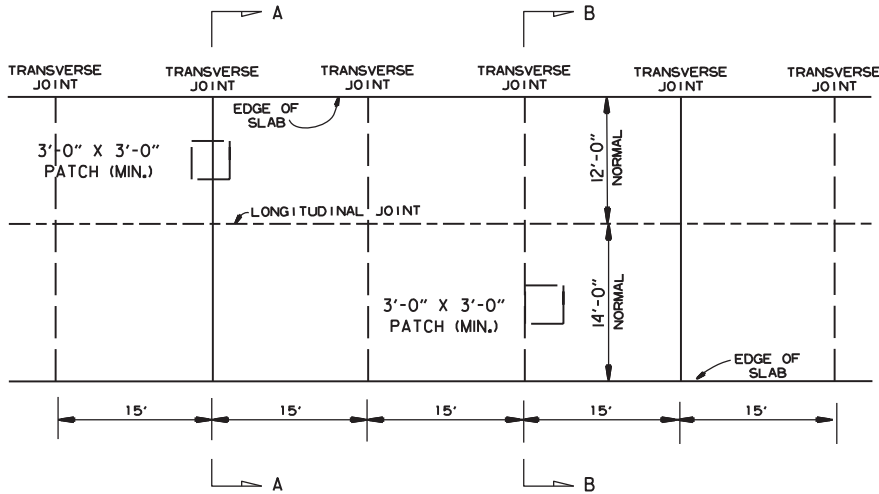 A
B
TRANSVERSE
JOINT
TRANSVERSE
JOINT
TRANSVERSE
JOINT
TRANSVERSE
JOINT
TRANSVERSE
JOINT
TRANSVERSE
JOINT
EDGE OF
SLAB
3'-0" X 3'-0"
PATCH (MIN.)
12'-0"
NORMAL
LONGITUDINAL JOINT
3'-0" X 3'-0"
PATCH (MIN.)
14'-0"
NORMAL
EDGE OF
SLAB
15'
15'
15'
15'
15'
A
B